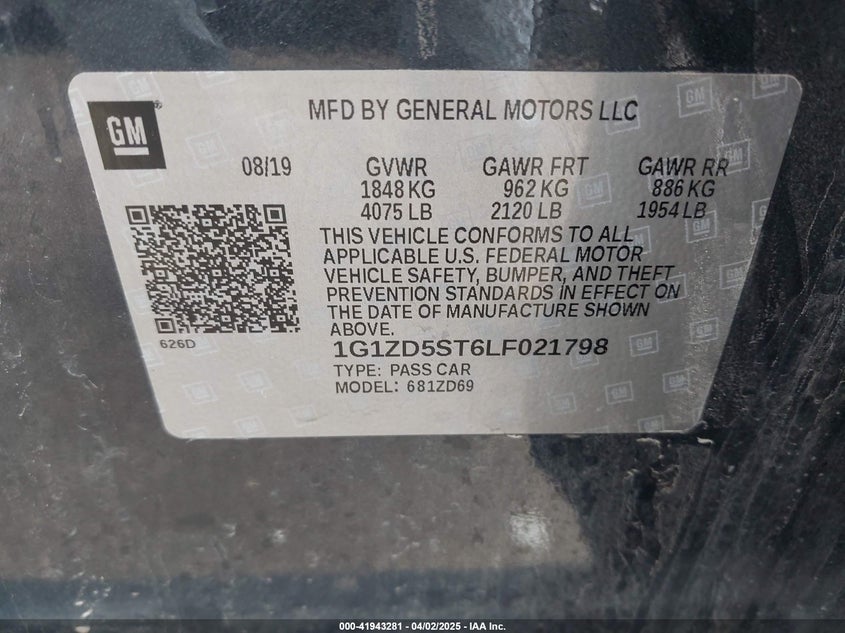 GM®
MFD BY GENERAL MOTORS LLC
08/19 GVWR GAWR FRT GAWR RR
1848 KG 962 KG 886 KG
4075 LB 2120 LB 1954 LB
THIS VEHICLE CONFORMS TO ALL
APPLICABLE U.S. FEDERAL MOTOR
VEHICLE SAFETY, BUMPER, AND THEFT
PREVENTION STANDARDS IN EFFECT ON
THE DATE OF MANUFACTURE SHOWN
ABOVE.
626D
1G1ZD5ST6LF021798
TYPE: PASS CAR
MODEL: 681ZD69
000-41943281 - 04/02/2025 - IAA Inc.